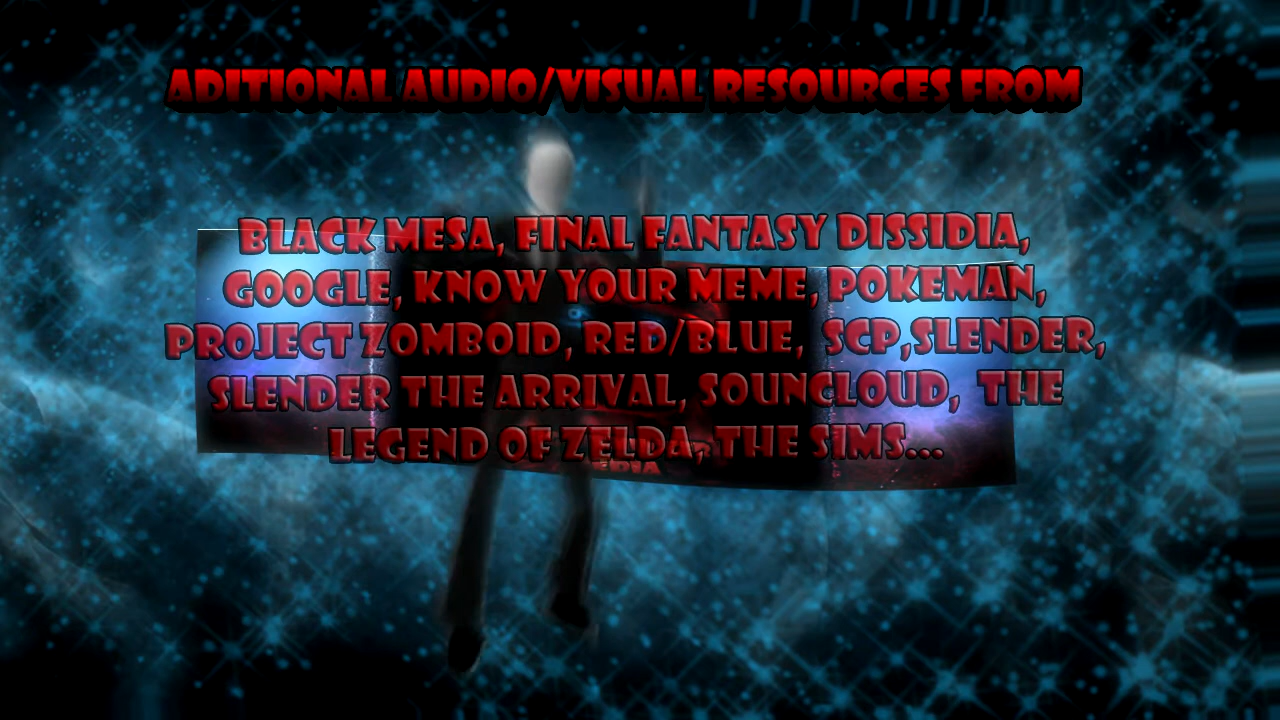 ADITIONAL AUDIO/VISUAL RESOURCES FROM
BLACK MESA, FINAL FANTASY DISSIDIA,
GOOGLE, KNOW YOUR MEME, POKEMAN,
PROJECT ZOMBOID, RED/BLUE, SCP,SLENDER,
SLENDER THE ARRIVAL, SOUNCLOUD, THE
LEGEND OF ZELDA, THE SIMS...